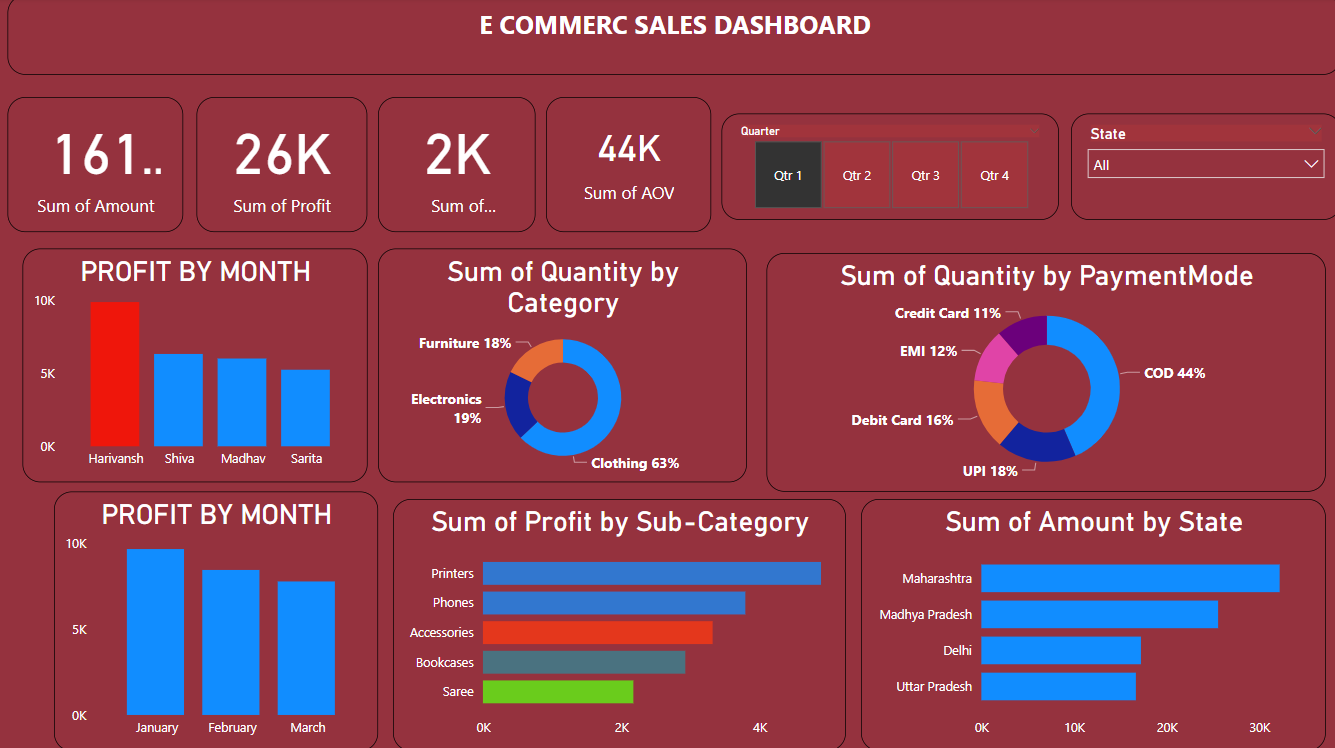 E COMMERC SALES DASHBOARD
161..
Sum of Amount
26K
Sum of Profit
2K
Sum of...
44K
Sum of AOV
Quarter
Qtr 1
Qtr 2
Qtr 3
Qtr 4
State
All
PROFIT BY MONTH
10K
5K
0K
Harivansh
Shiva
Madhav
Sarita
Sum of Quantity by
Category
Furniture 18%
Electronics
19%
Clothing 63%
Sum of Quantity by PaymentMode
Credit Card 11%
EMI 12%
COD 44%
Debit Card 16%
UPI 18%
PROFIT BY MONTH
10K
5K
0K
January
February
March
Sum of Profit by Sub-Category
Printers
Phones
Accessories
Bookcases
Saree
0K
2K
4K
Sum of Amount by State
Maharashtra
Madhya Pradesh
Delhi
Uttar Pradesh
0K
10K
20K
30K